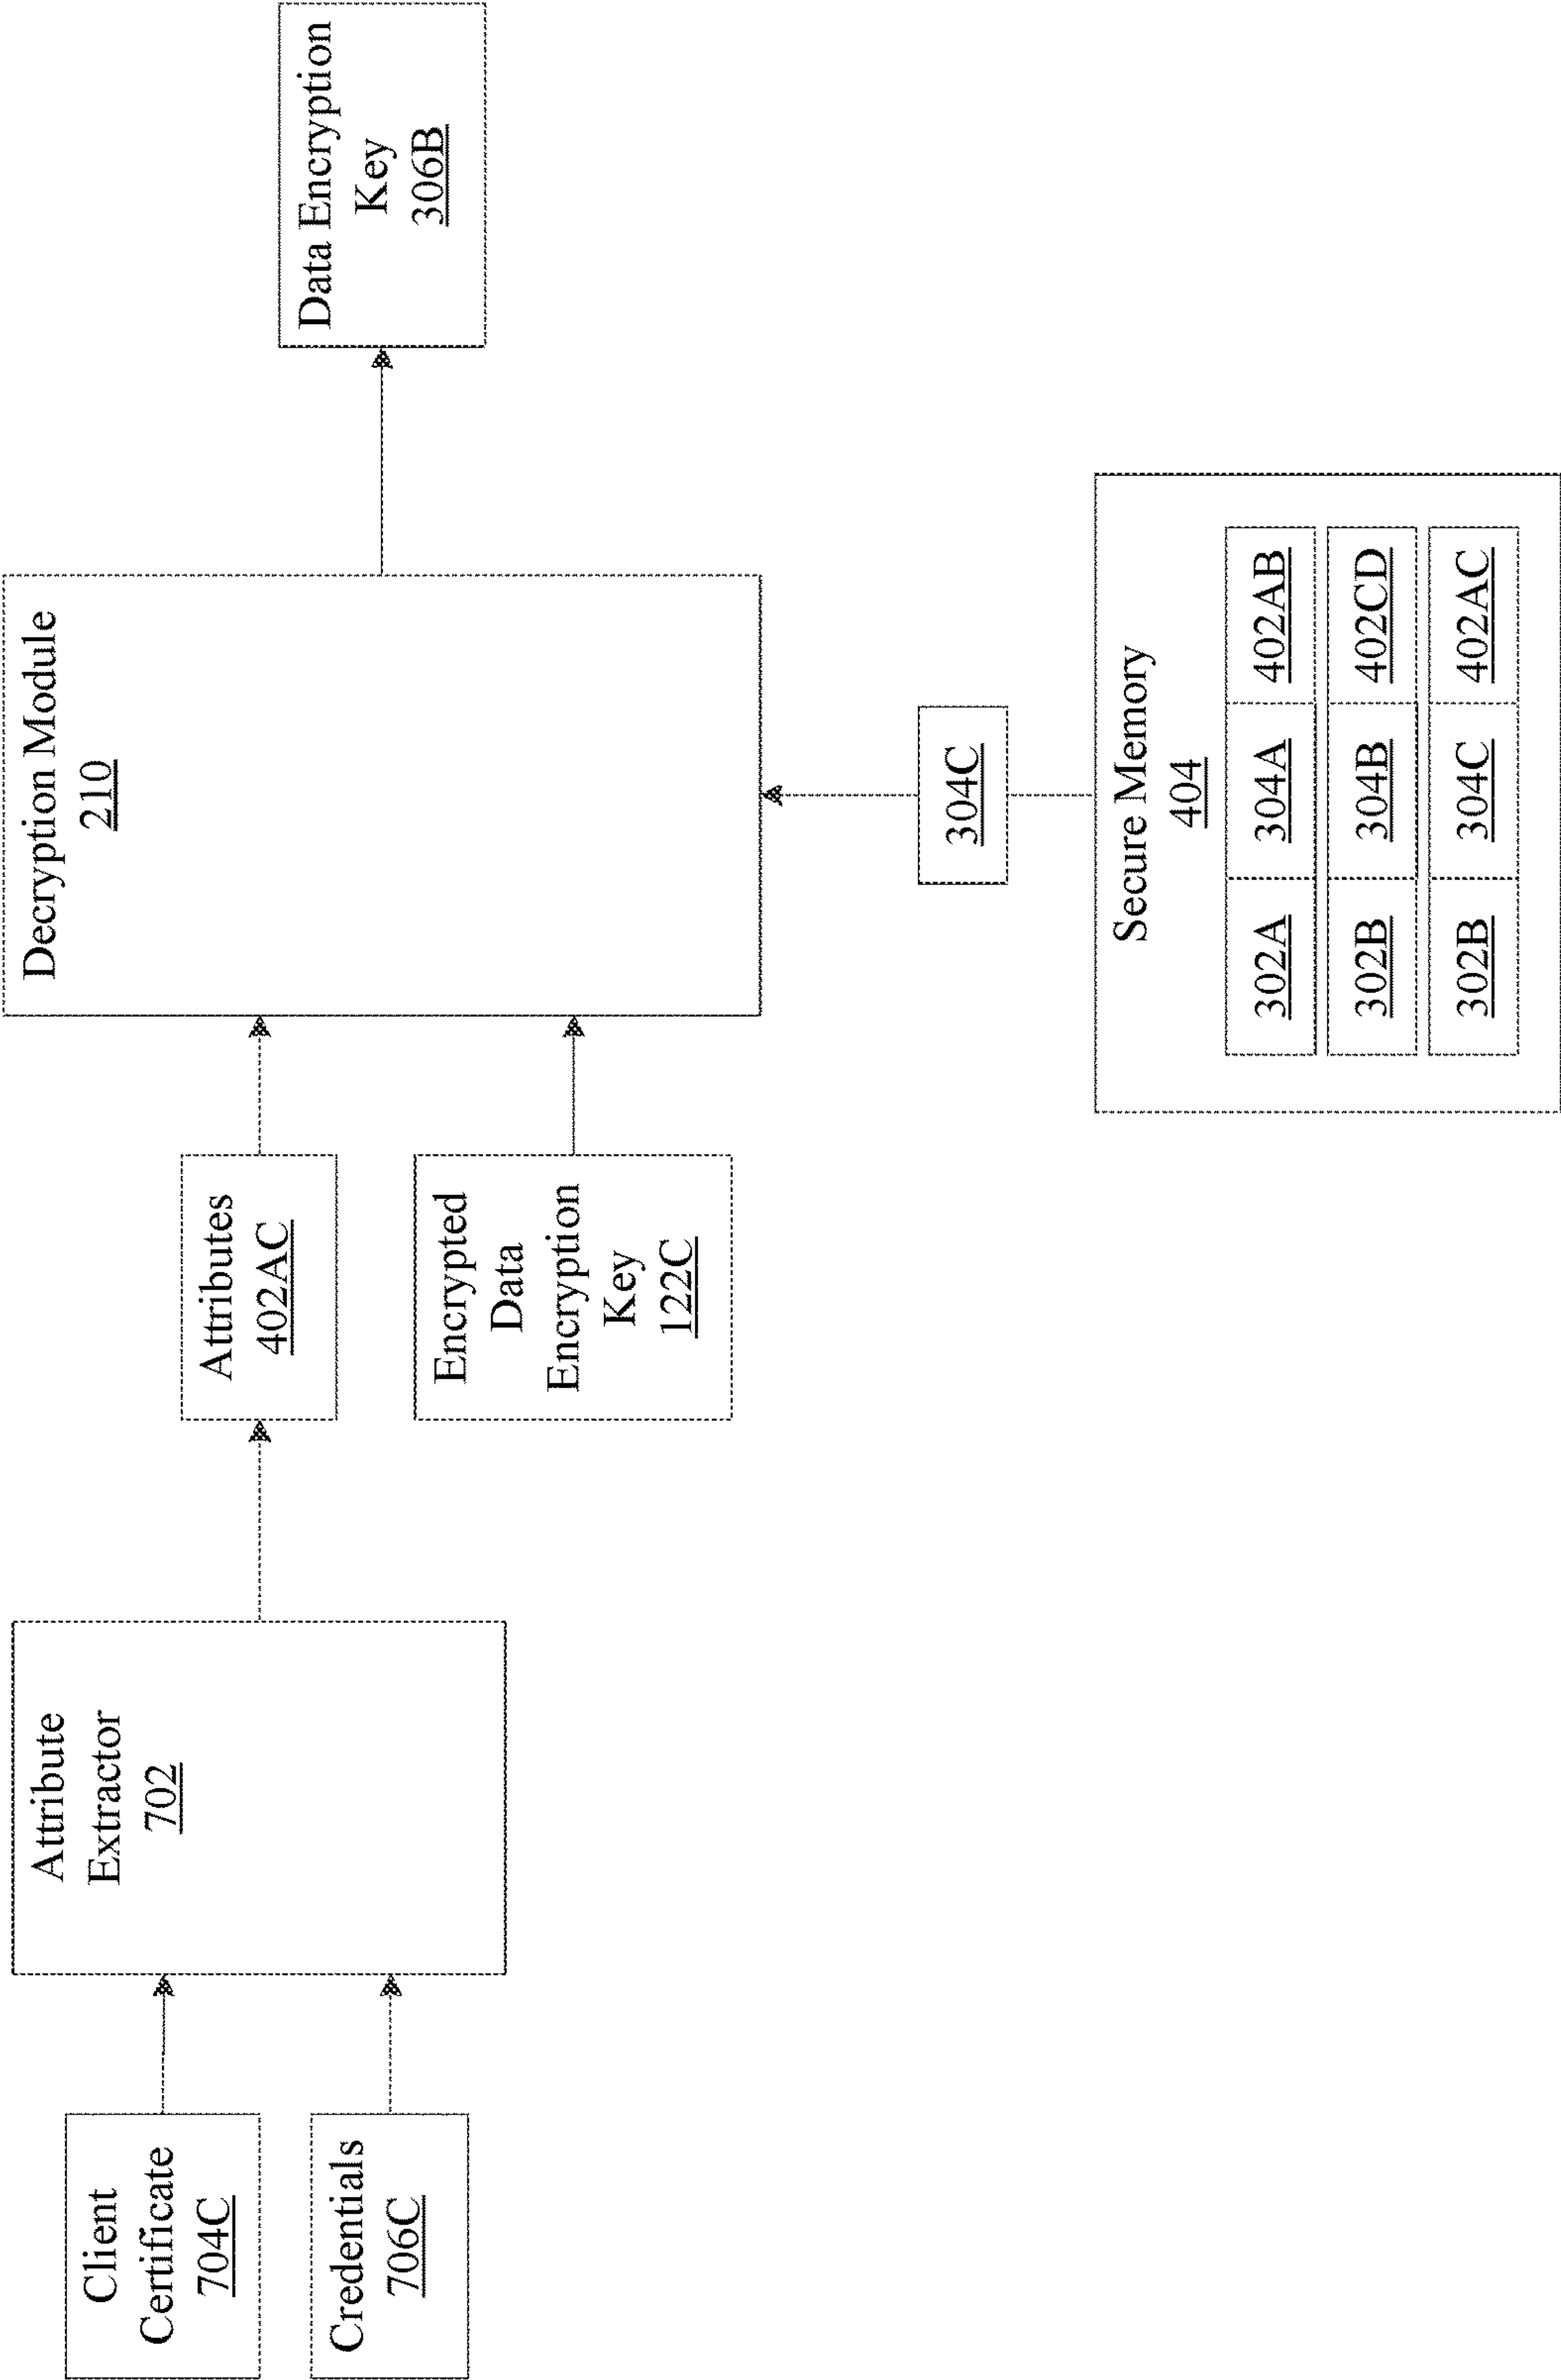 Client
Certificate
704C
Credentials
706C
Attribute
Extractor
702
Attributes
402AC
Encrypted
Data
Encryption
Key
122C
Decryption Module
210
Data Encryption
Key
306B
304C
Secure Memory
404
302A 304A 402AB
302B 304B 402CD
302B 304C 402AC